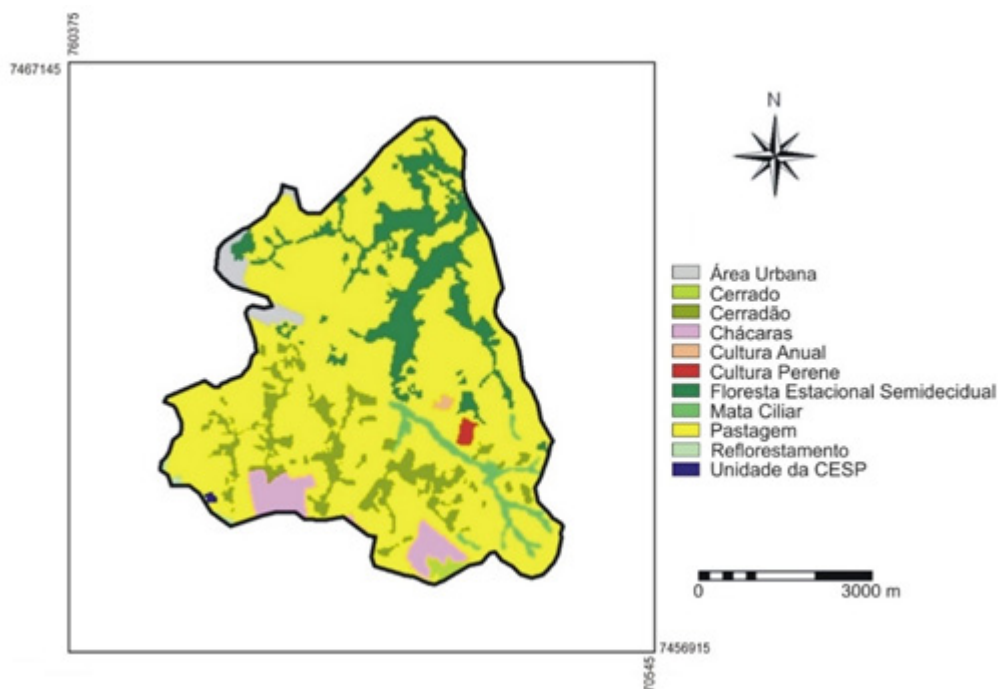 760375
7467145
N
Área Urbana
Cerrado
Cerradão
Chácaras
Cultura Anual
Cultura Perene
Floresta Estacional Semidecidual
Mata Ciliar
Pastagem
Reflorestamento
Unidade da CESP
0 3000 m
7456915
70545